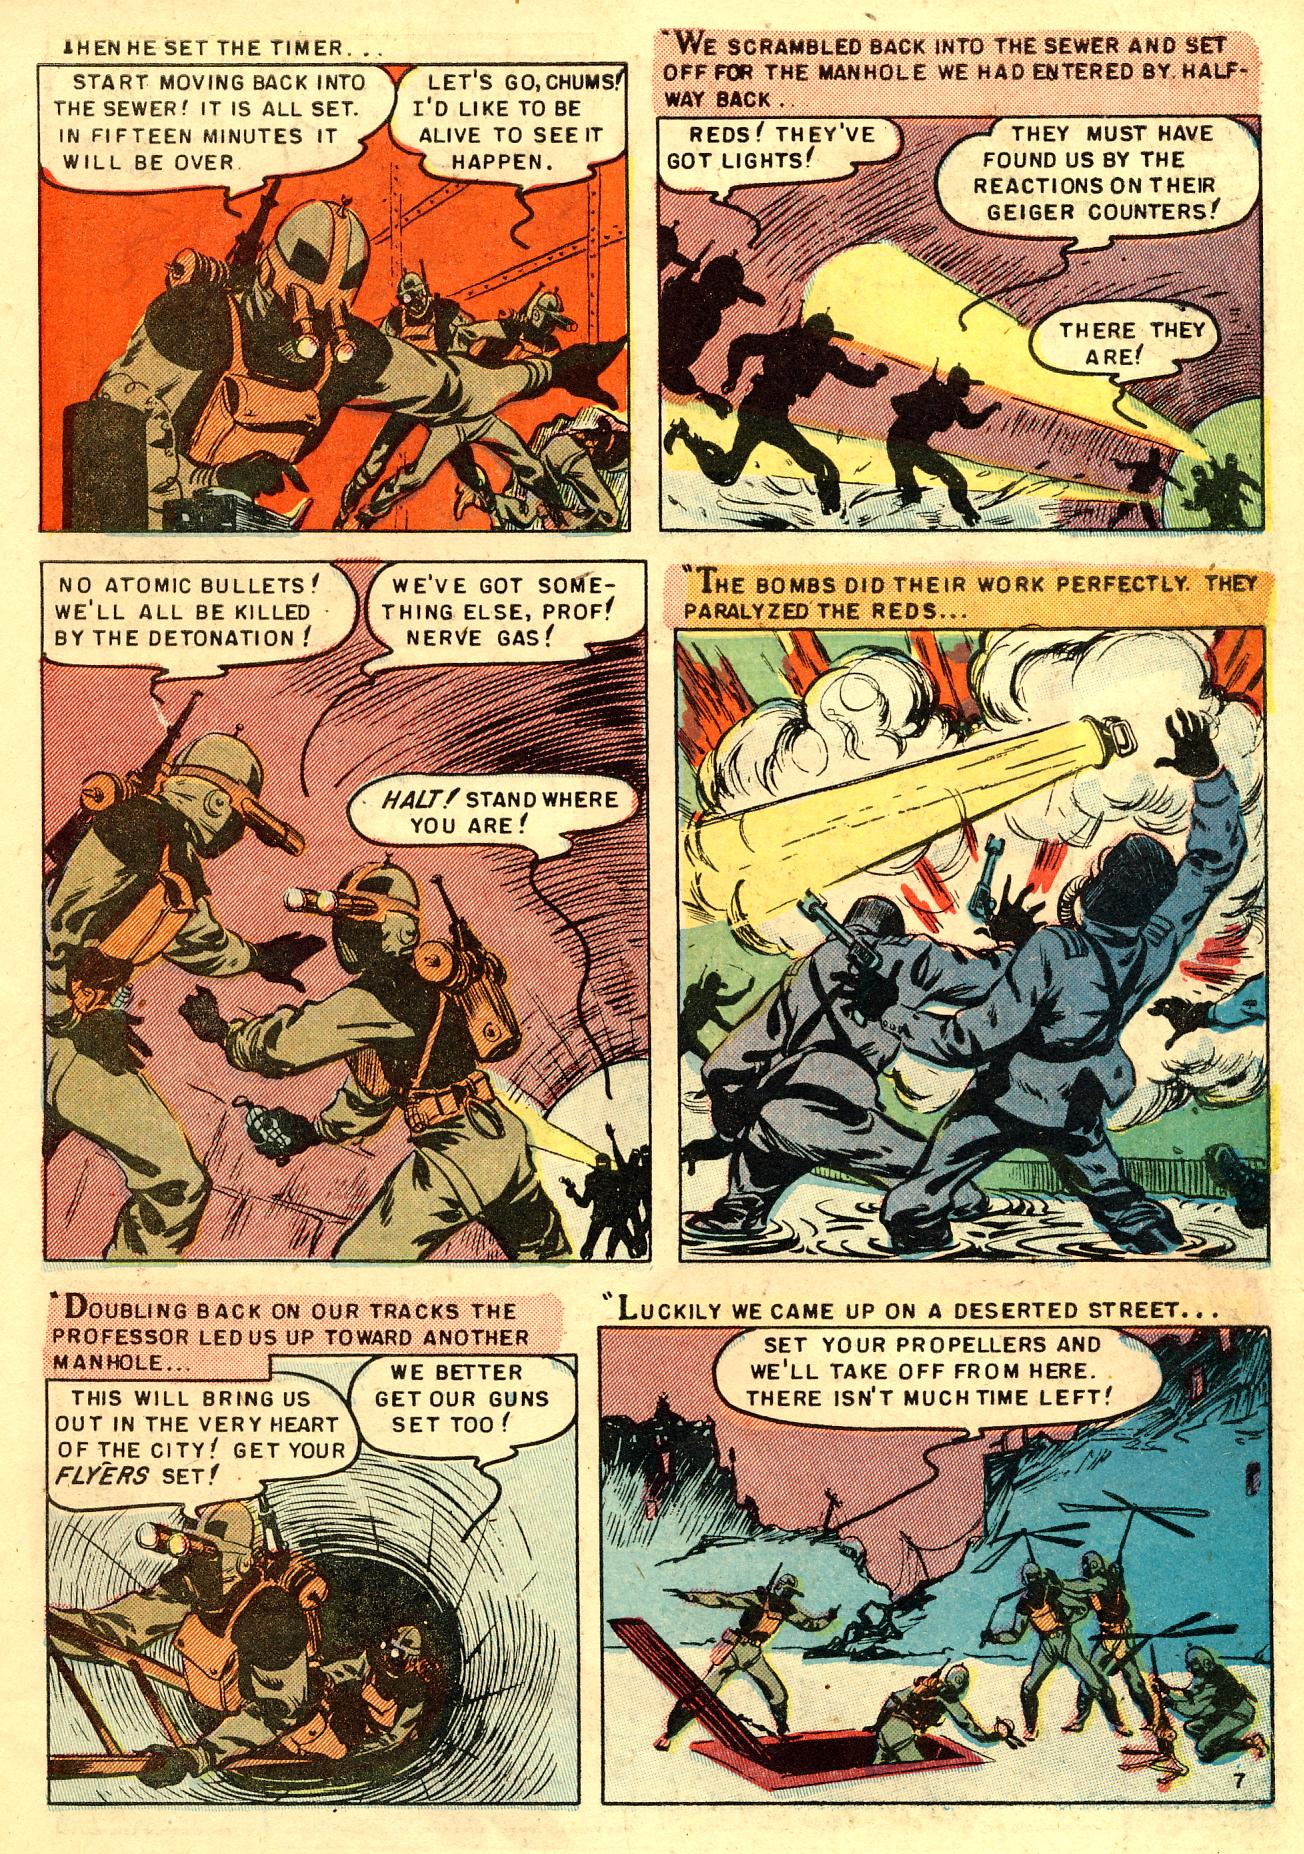 THEN HE SET THE TIMER...
START MOVING BACK INTO
THE SEWER! IT IS ALL SET.
IN FIFTEEN MINUTES IT
WILL BE OVER.
LET'S GO, CHUMS!
I'D LIKE TO BE
ALIVE TO SEE IT
HAPPEN.
"WE SCRAMBLED BACK INTO THE SEWER AND SET
OFF FOR THE MANHOLE WE HAD ENTERED BY. HALF-
WAY BACK..
REDS! THEY'VE
GOT LIGHTS!
THEY MUST HAVE
FOUND US BY THE
REACTIONS ON THEIR
GEIGER COUNTERS!
THERE THEY
ARE!
NO ATOMIC BULLETS!
WE'LL ALL BE KILLED
BY THE DETONATION!
WE'VE GOT SOME-
THING ELSE, PROF!
NERVE GAS!
HALT! STAND WHERE
YOU ARE!
"THE BOMBS DID THEIR WORK PERFECTLY. THEY
PARALYZED THE REDS...
"DOUBLING BACK ON OUR TRACKS THE
PROFESSOR LED US UP TOWARD ANOTHER
MANHOLE...
THIS WILL BRING US
OUT IN THE VERY HEART
OF THE CITY! GET YOUR
FLYERS SET!
WE BETTER
GET OUR GUNS
SET TOO!
"LUCKILY WE CAME UP ON A DESERTED STREET...
SET YOUR PROPELLERS AND
WE'LL TAKE OFF FROM HERE.
THERE ISN'T MUCH TIME LEFT!
7